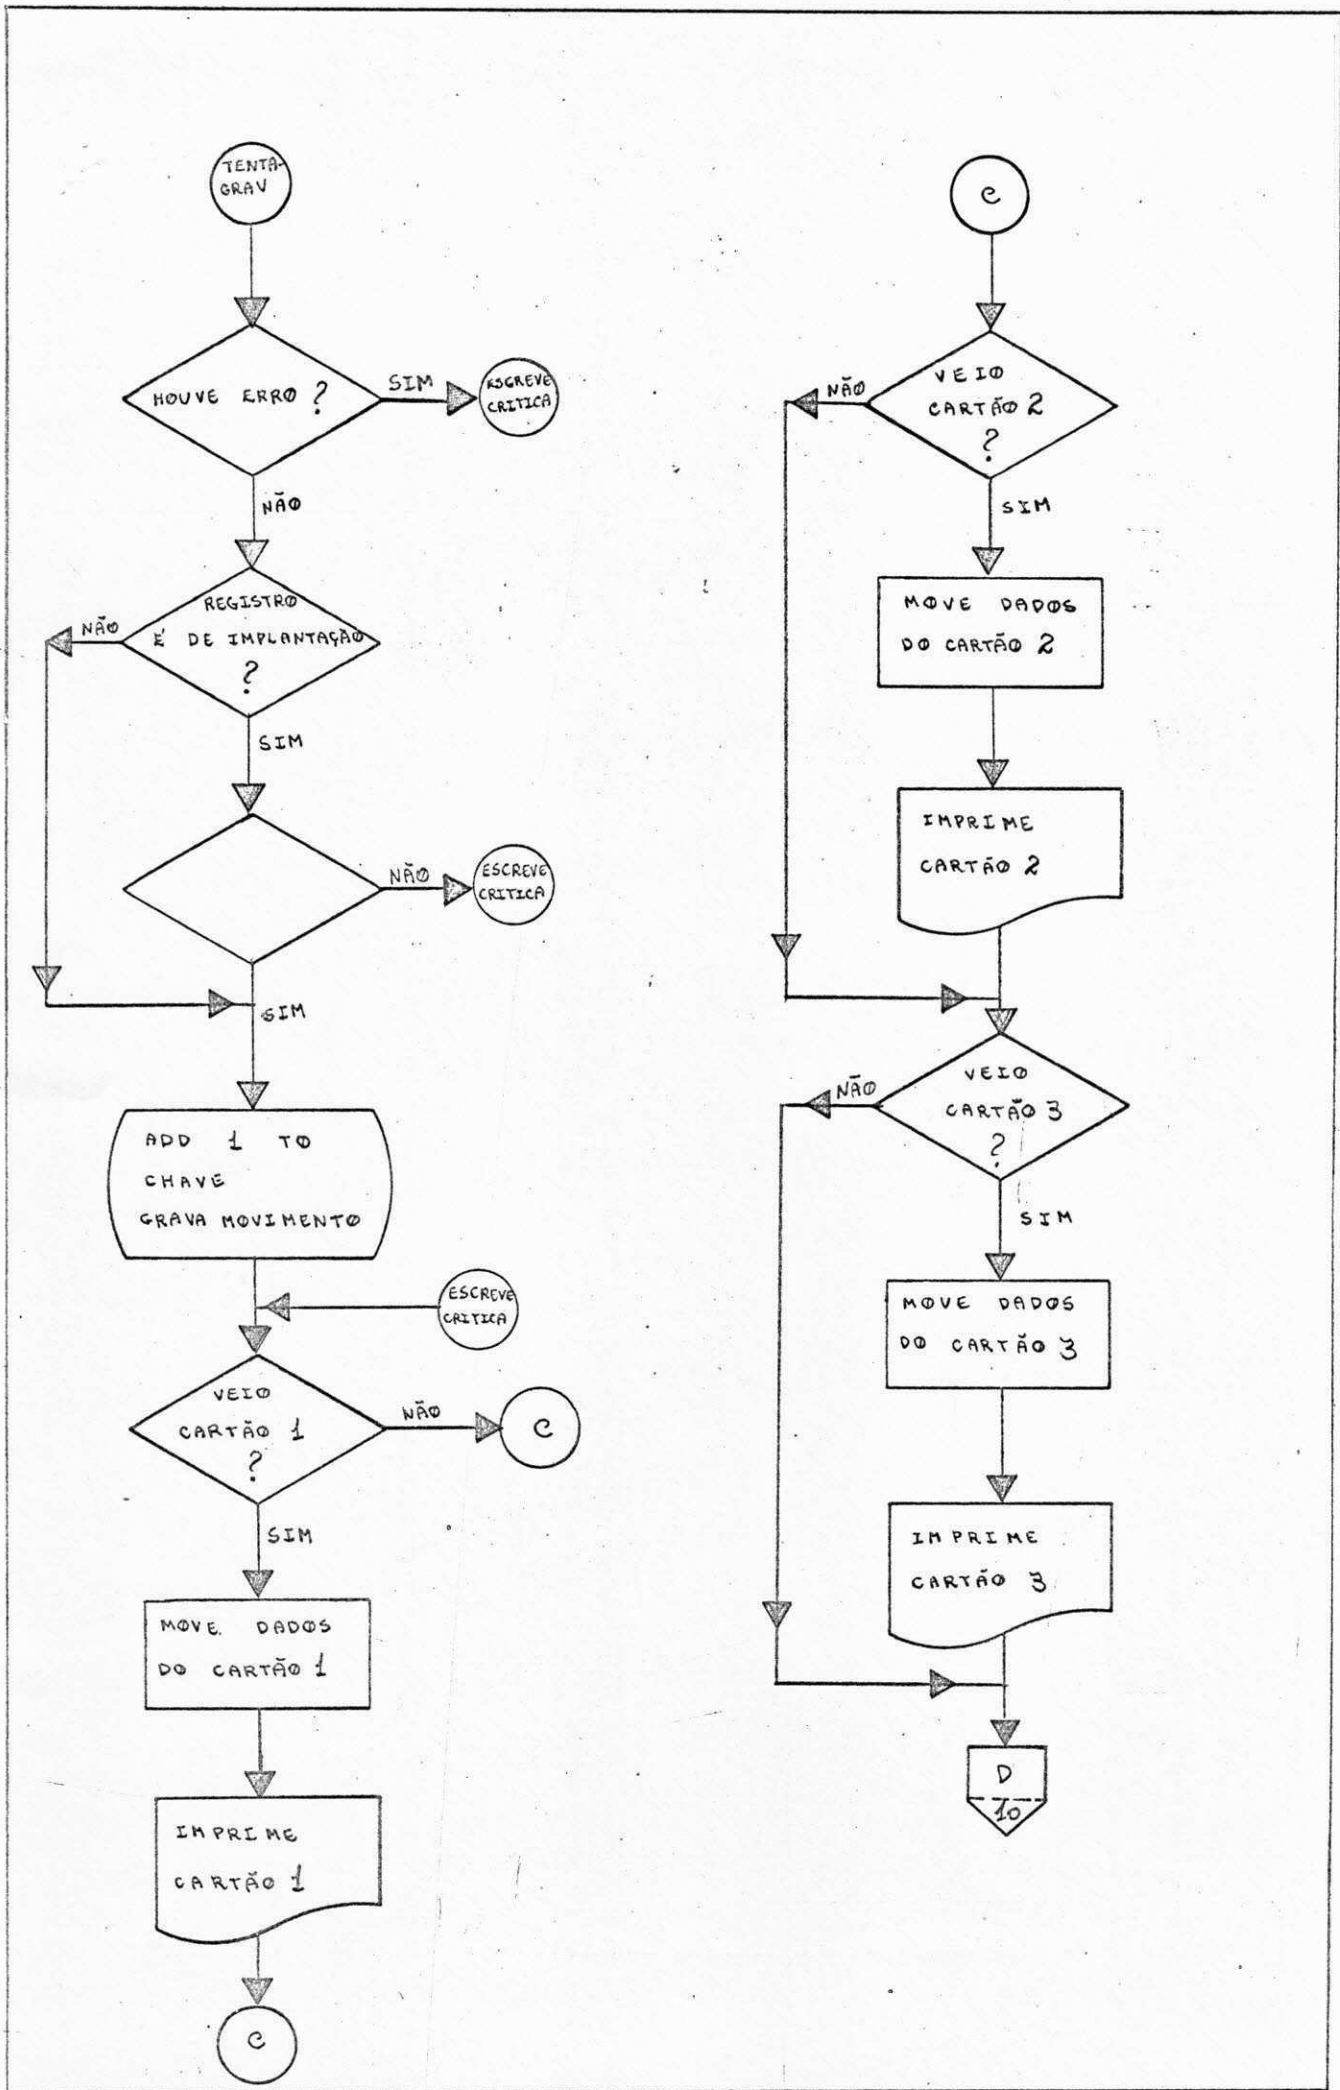 TENTA-
GRAV
HOUVE ERRO ?
SIM
ESCREVE
CRITICA
NÃO
REGISTRO
É DE IMPLANTAÇÃO
?
NÃO
SIM
NÃO
ESCREVE
CRITICA
SIM
ADD 1 TO
CHAVE
GRAVA MOVIMENTO
ESCREVE
CRITICA
VEIO
CARTÃO 1
?
NÃO
C
SIM
MOVE DADOS
DO CARTÃO 1
IMPRIME
CARTÃO 1
C
C
VEIO
CARTÃO 2
?
NÃO
SIM
MOVE DADOS
DO CARTÃO 2
IMPRIME
CARTÃO 2
VEIO
CARTÃO 3
?
NÃO
SIM
MOVE DADOS
DO CARTÃO 3
IMPRIME
CARTÃO 3
D
10